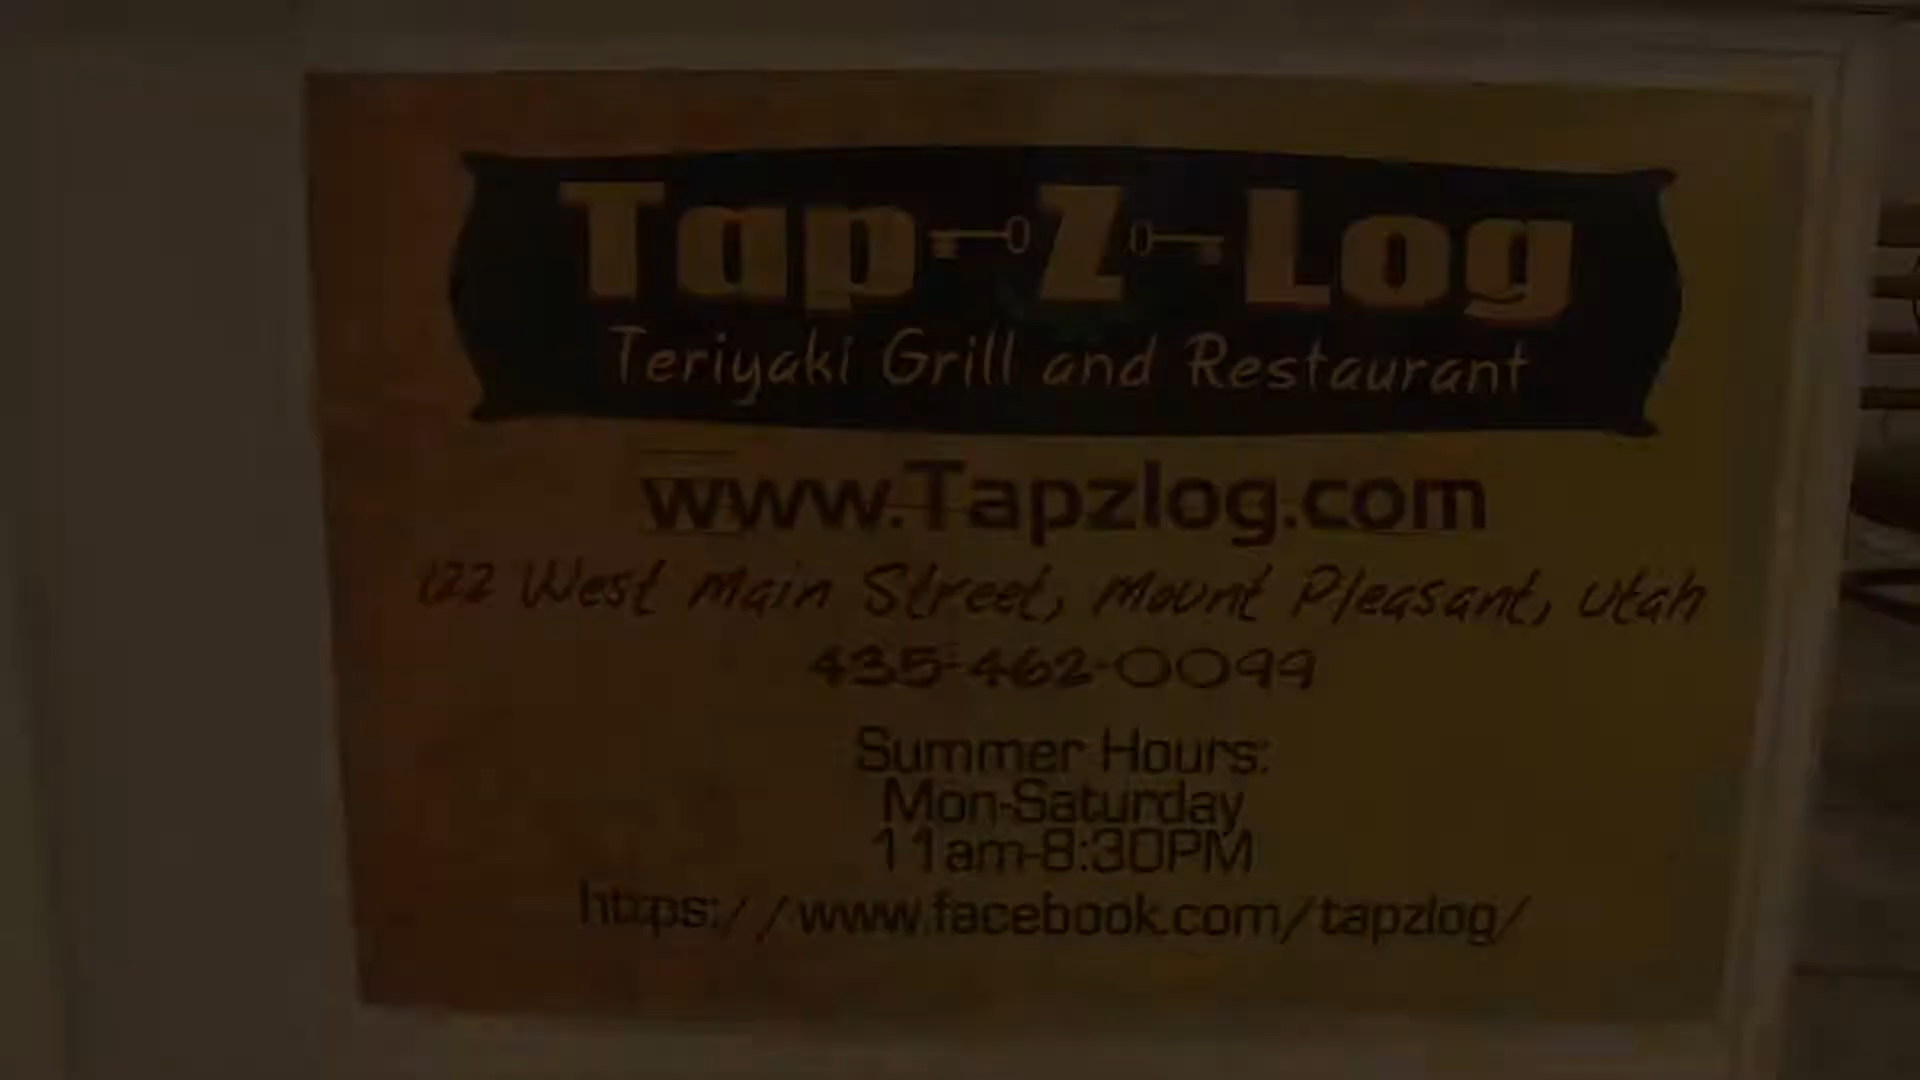 Tap-Z-Log
Teriyaki Grill and Restaurant
www.Tapzlog.com
122 West Main Street, Mount Pleasant, Utah
435-462-0099
Summer Hours:
Mon-Saturday
11am-8:30PM
https://www.facebook.com/tapzlog/